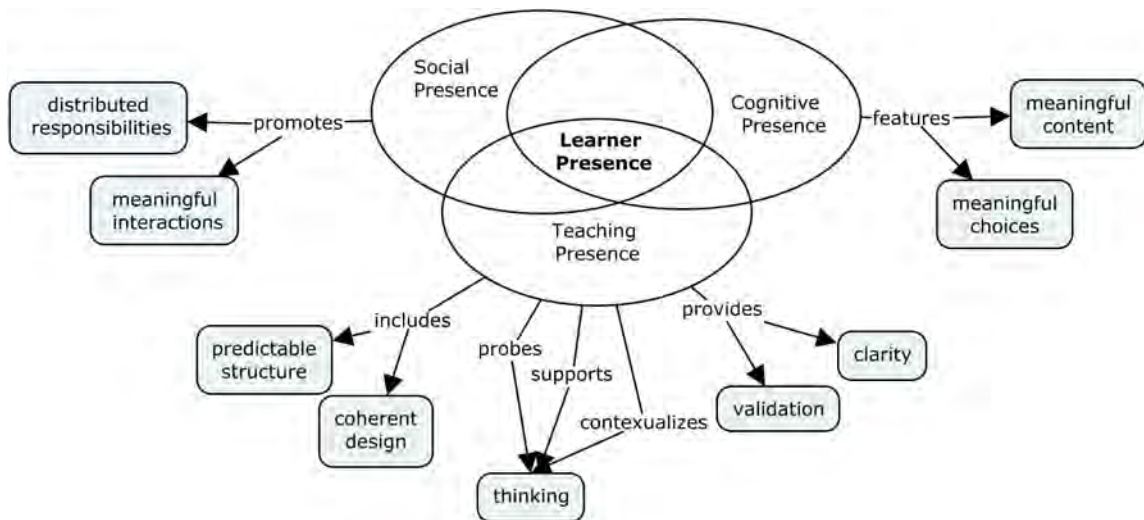 Social
Presence
Cognitive
Presence
Learner
Presence
Teaching
Presence
distributed
responsibilities
promotes
meaningful
interactions
features
meaningful
content
meaningful
choices
includes
predictable
structure
coherent
design
probes
supports
contexualizes
thinking
provides
clarity
validation